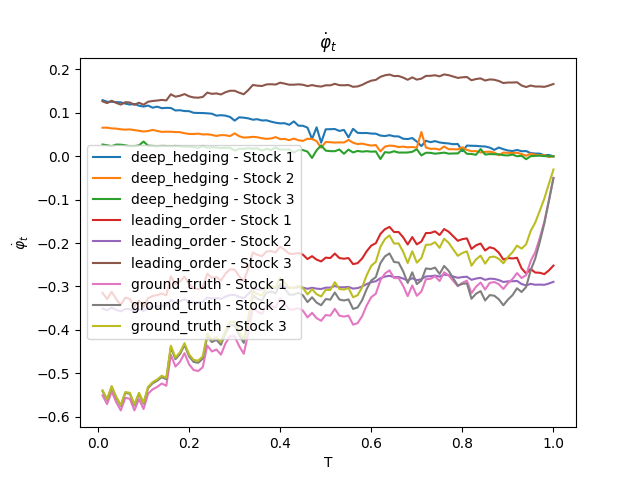 φ̇ₜ
0.2
0.1
0.0
−0.1
−0.2
−0.3
−0.4
−0.5
−0.6
φ̇ₜ
deep_hedging - Stock 1
deep_hedging - Stock 2
deep_hedging - Stock 3
leading_order - Stock 1
leading_order - Stock 2
leading_order - Stock 3
ground_truth - Stock 1
ground_truth - Stock 2
ground_truth - Stock 3
0.0 0.2 0.4 0.6 0.8 1.0
T